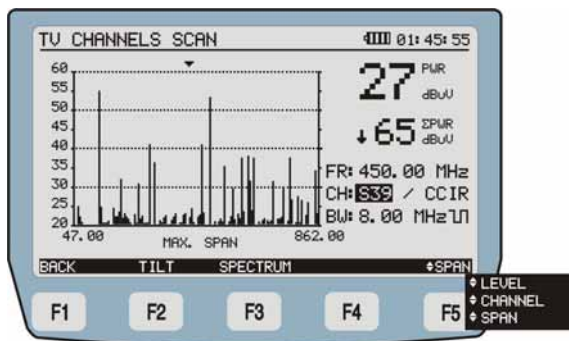 TV CHANNELS SCAN 01:45:55
60
55
50
45
40
35
30
25
20
47.00 MAX. SPAN 862.00
27 PWR dBuV
↓65 ΣPWR dBuV
FR: 450.00 MHz
CH: S39 / CCIR
BW: 8.00 MHz
BACK TILT SPECTRUM ♦SPAN
F1 F2 F3 F4 F5
♦ LEVEL
♦ CHANNEL
♦ SPAN